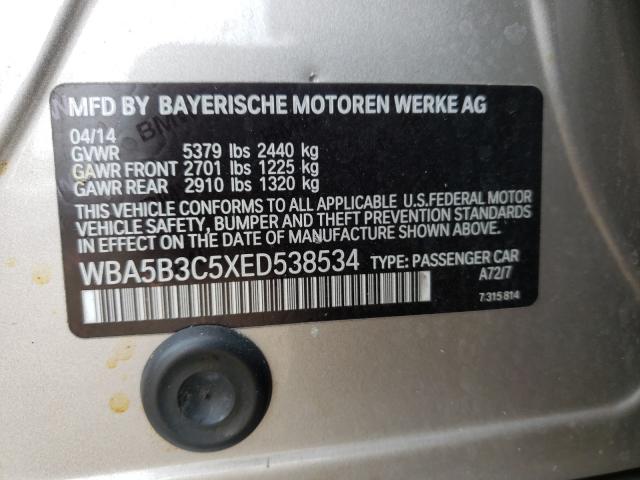 MFD BY BAYERISCHE MOTOREN WERKE AG
04/14
GVWR 5379 lbs 2440 kg
GAWR FRONT 2701 lbs 1225 kg
GAWR REAR 2910 lbs 1320 kg
THIS VEHICLE CONFORMS TO ALL APPLICABLE U.S.FEDERAL MOTOR
VEHICLE SAFETY, BUMPER AND THEFT PREVENTION STANDARDS
IN EFFECT ON THE DATE OF MANUFACTURE SHOWN ABOVE.
WBA5B3C5XED538534 TYPE: PASSENGER CAR
A72/7
7 315 814